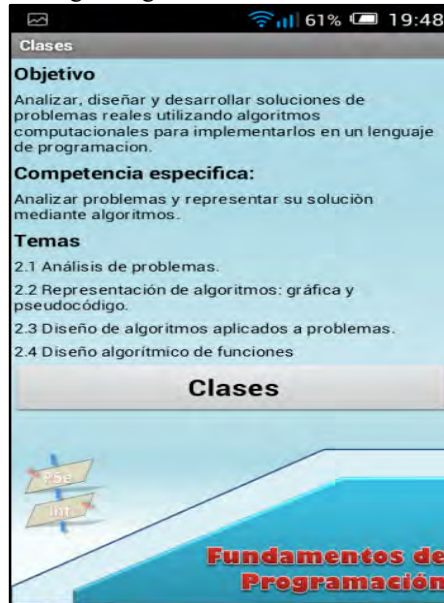 61% 19:48
Clases
Objetivo
Analizar, diseñar y desarrollar soluciones de
problemas reales utilizando algoritmos
computacionales para implementarlos en un lenguaje
de programacion.
Competencia especifica:
Analizar problemas y representar su solución
mediante algoritmos.
Temas
2.1 Análisis de problemas.
2.2 Representación de algoritmos: gráfica y
pseudocódigo.
2.3 Diseño de algoritmos aplicados a problemas.
2.4 Diseño algorítmico de funciones
Clases
PSe
Int
Fundamentos de
Programación